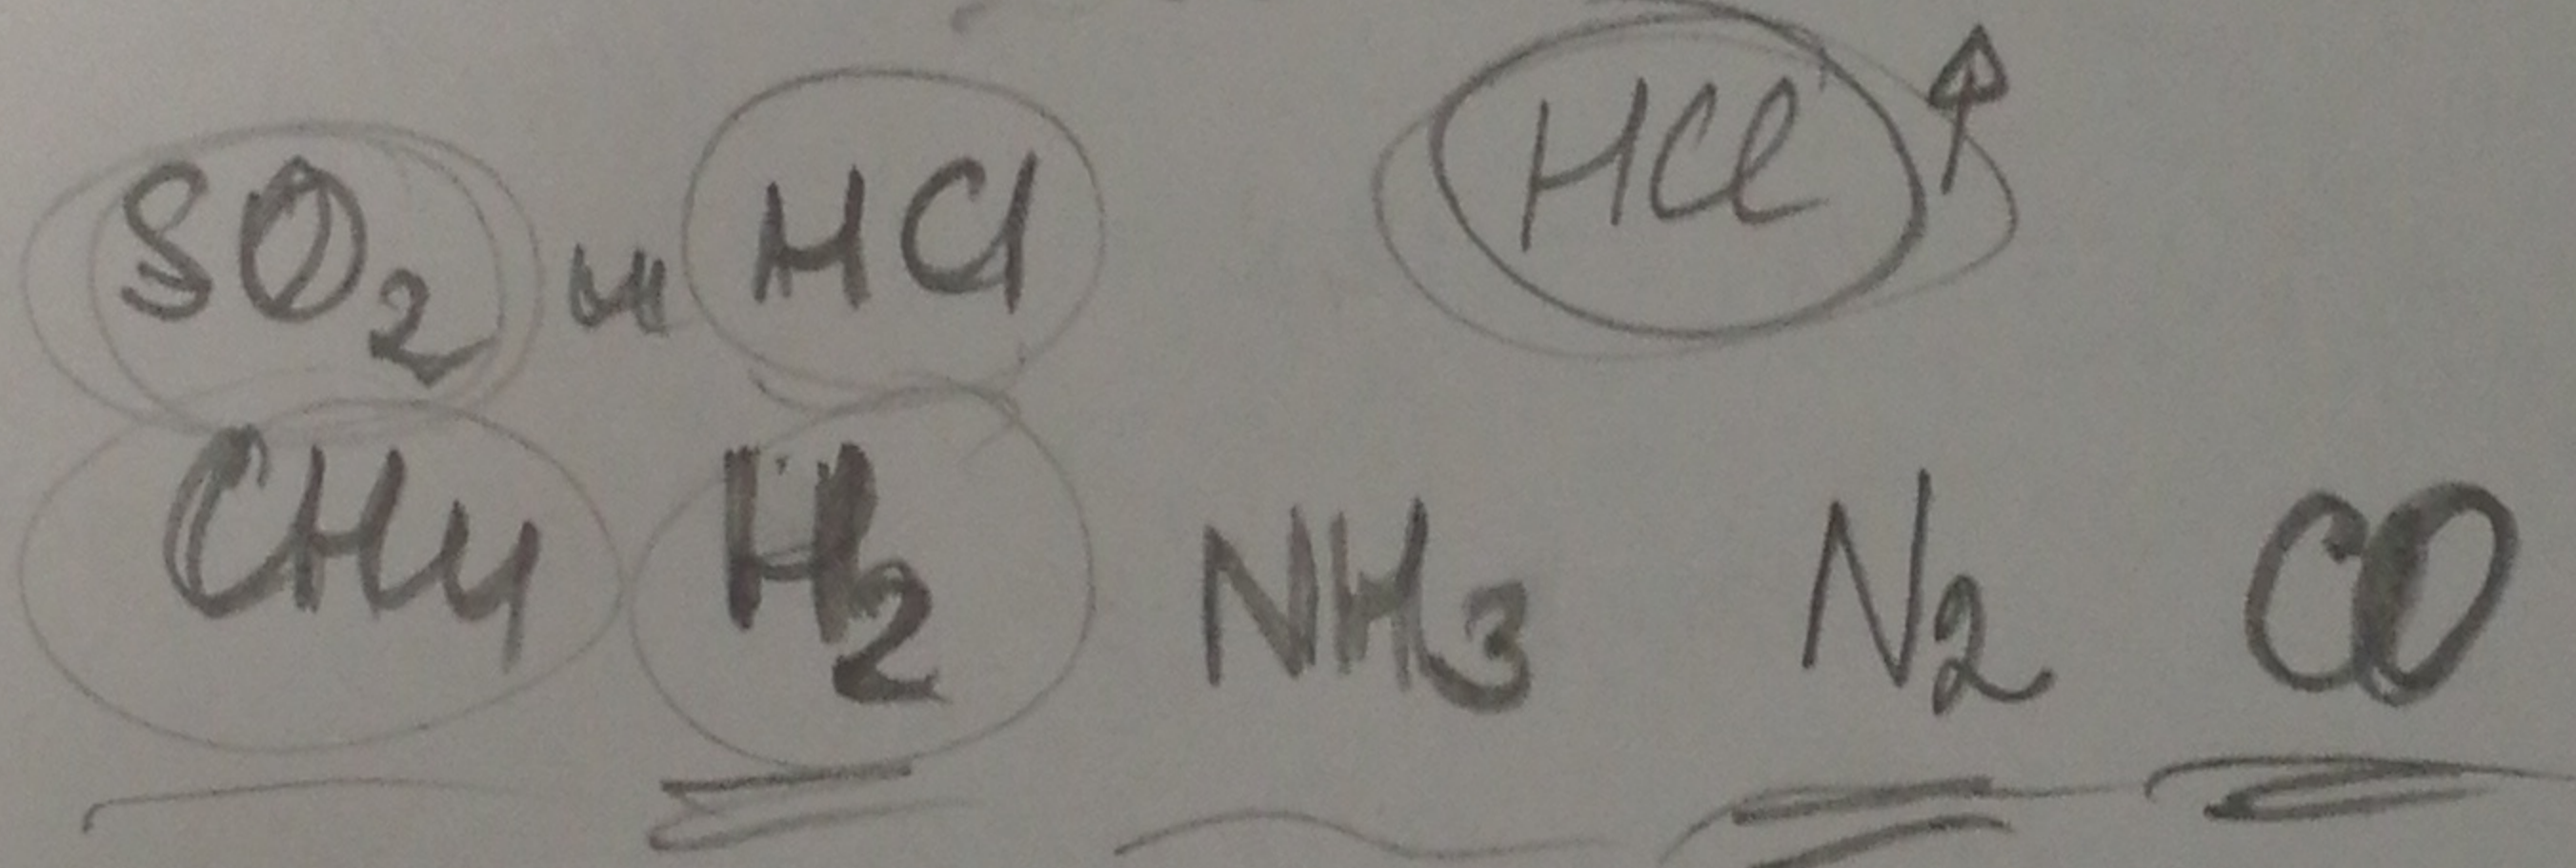 SO2 и HCl HCl↑
CH4 H2 NH3 N2 CO